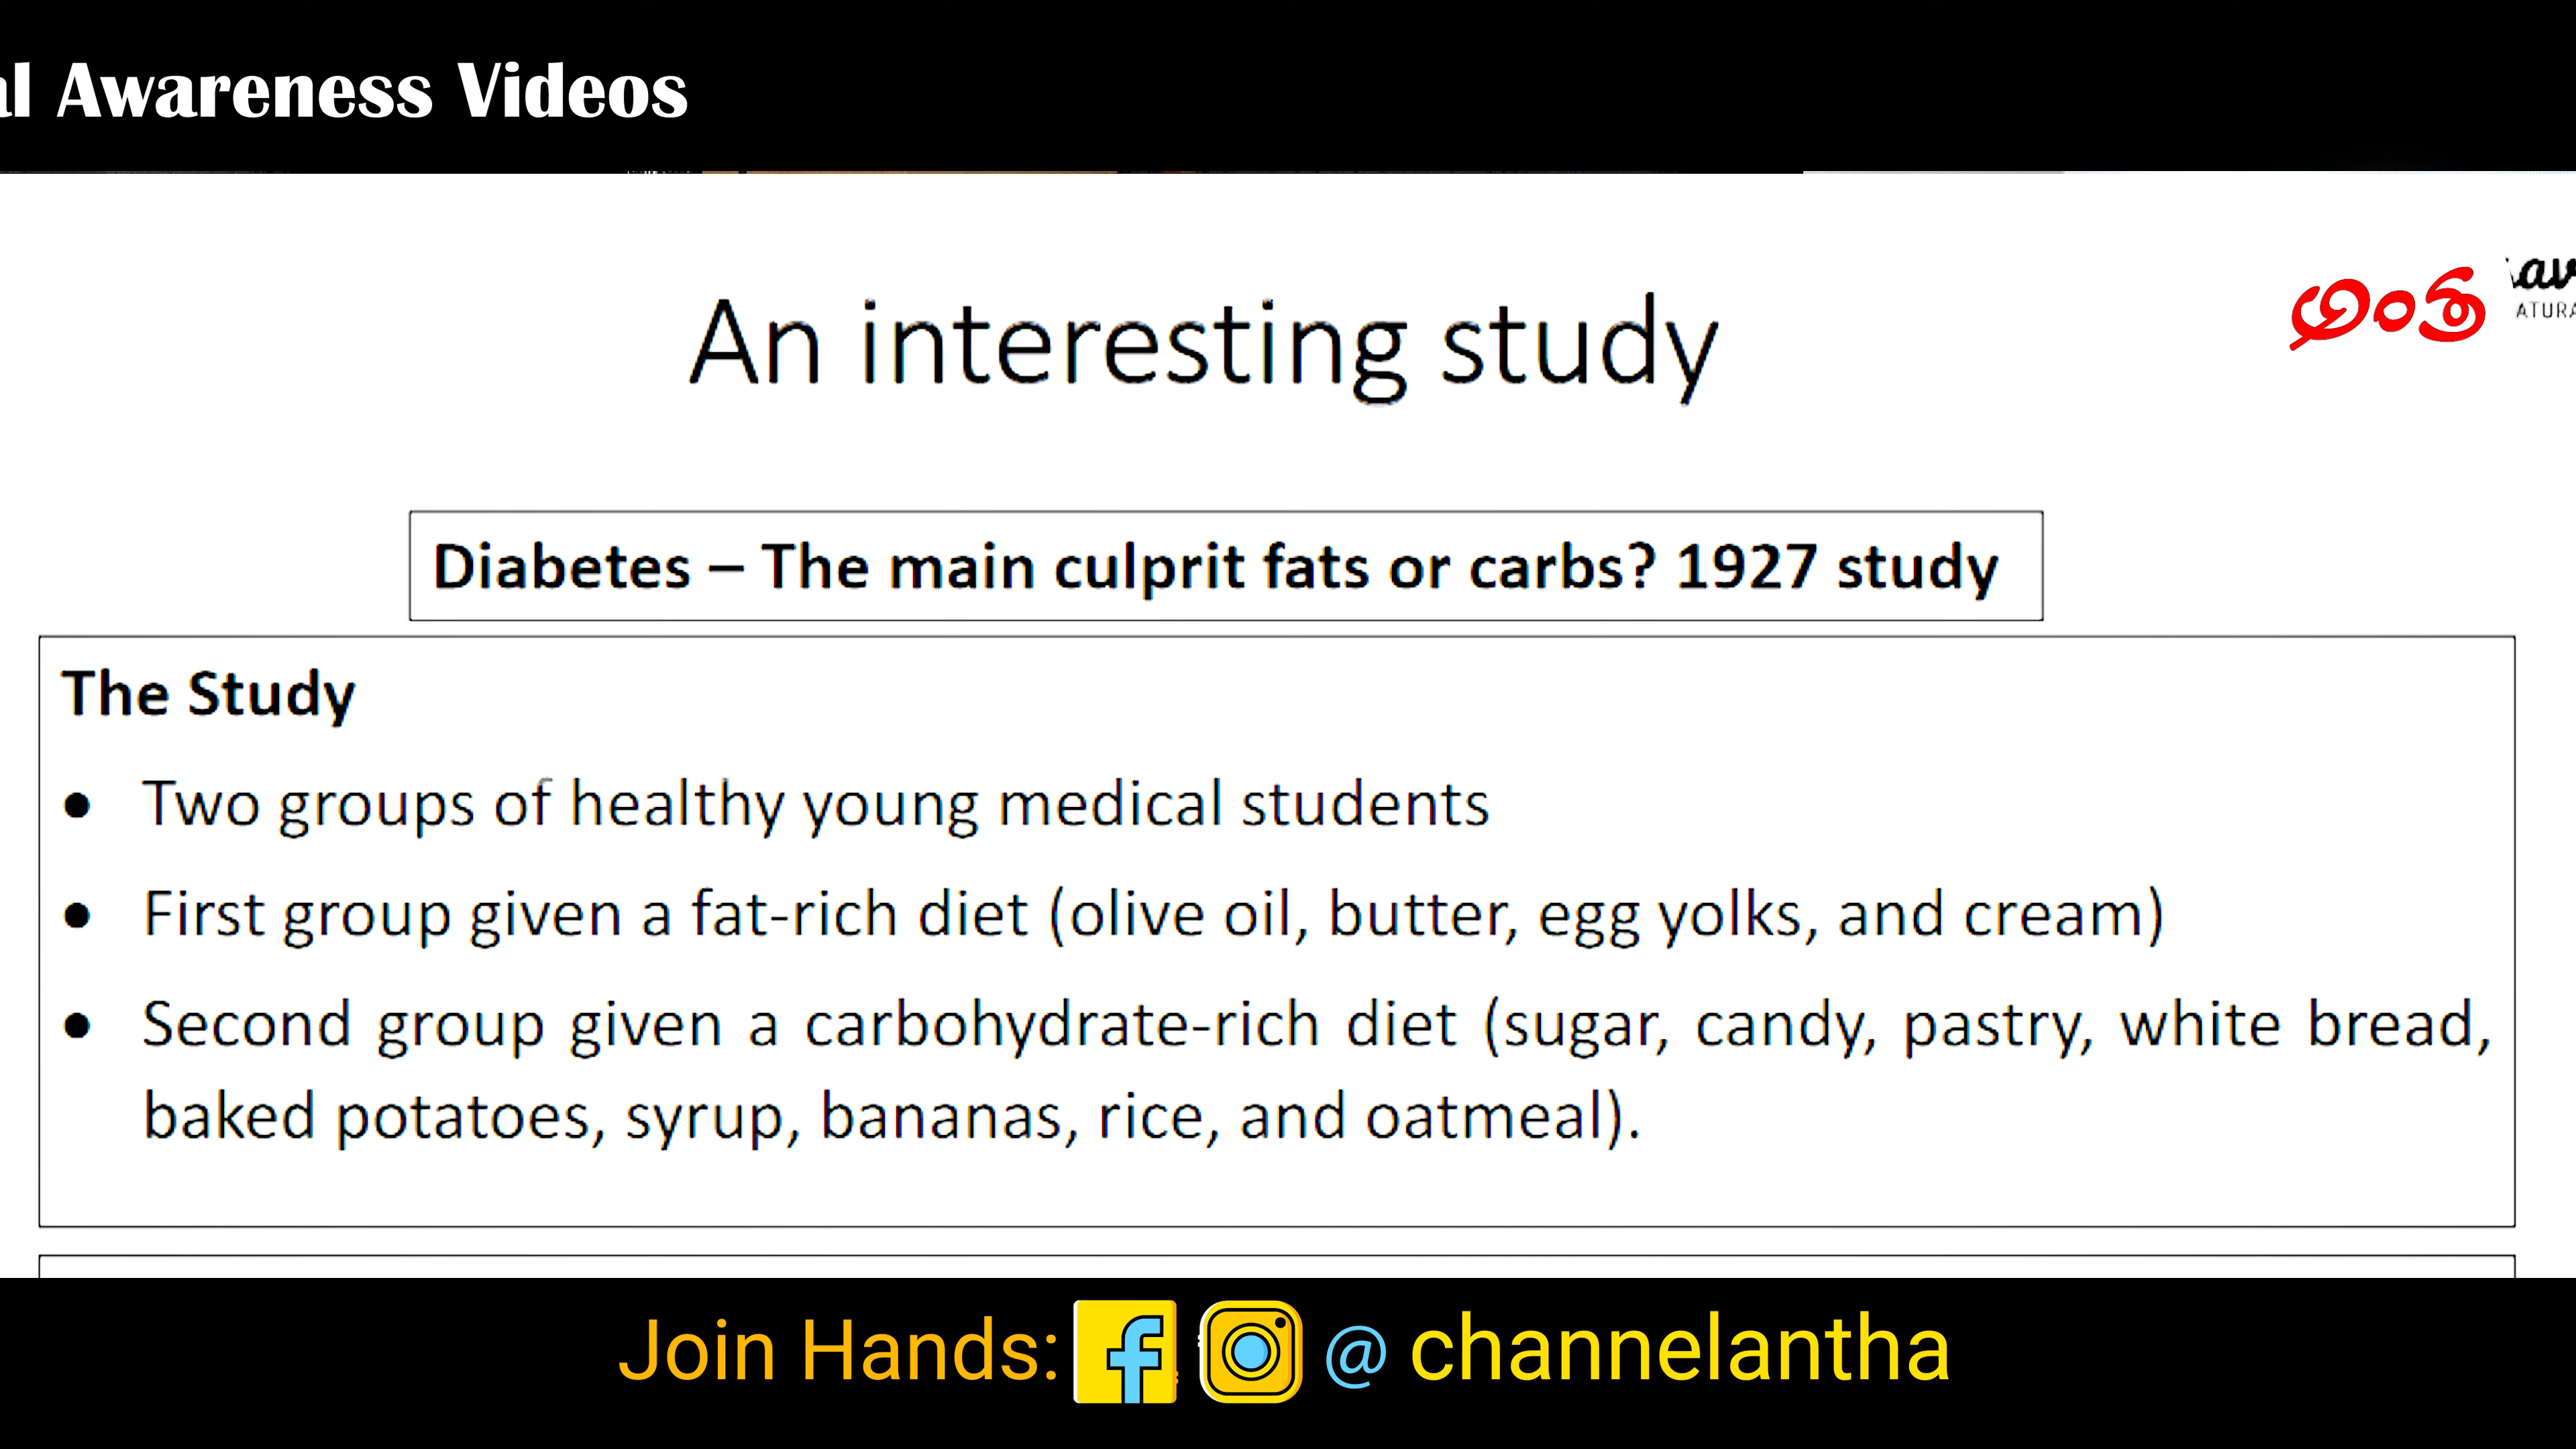 al Awareness Videos
An interesting study
అంత
Diabetes – The main culprit fats or carbs? 1927 study
The Study
• Two groups of healthy young medical students
• First group given a fat-rich diet (olive oil, butter, egg yolks, and cream)
• Second group given a carbohydrate-rich diet (sugar, candy, pastry, white bread,
baked potatoes, syrup, bananas, rice, and oatmeal).
Join Hands: @ channelantha